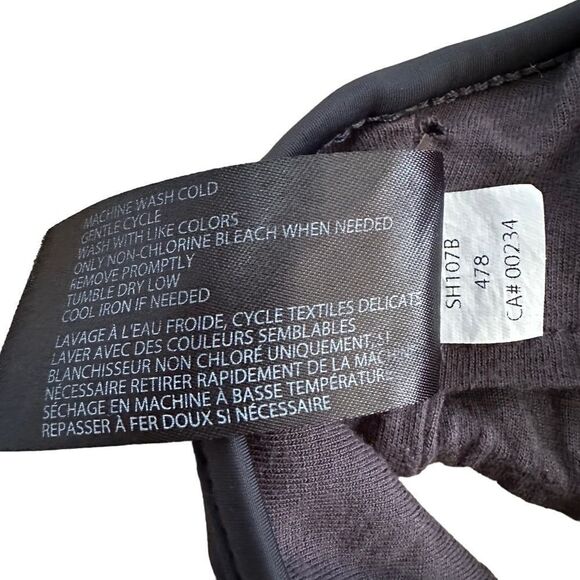 MACHINE WASH COLD
GENTLE CYCLE
WASH WITH LIKE COLORS
ONLY NON-CHLORINE BLEACH WHEN NEEDED
REMOVE PROMPTLY
TUMBLE DRY LOW
COOL IRON IF NEEDED
LAVAGE À L'EAU FROIDE, CYCLE TEXTILES DELICATS
LAVER AVEC DES COULEURS SEMBLABLES
BLANCHISSEUR NON CHLORÉ UNIQUEMENT, SI
NÉCESSAIRE RETIRER RAPIDEMENT DE LA
SÉCHAGE EN MACHINE À BASSE TEMPÉRATURE
REPASSER À FER DOUX SI NÉCESSAIRE
SH107B
478
CA#00234